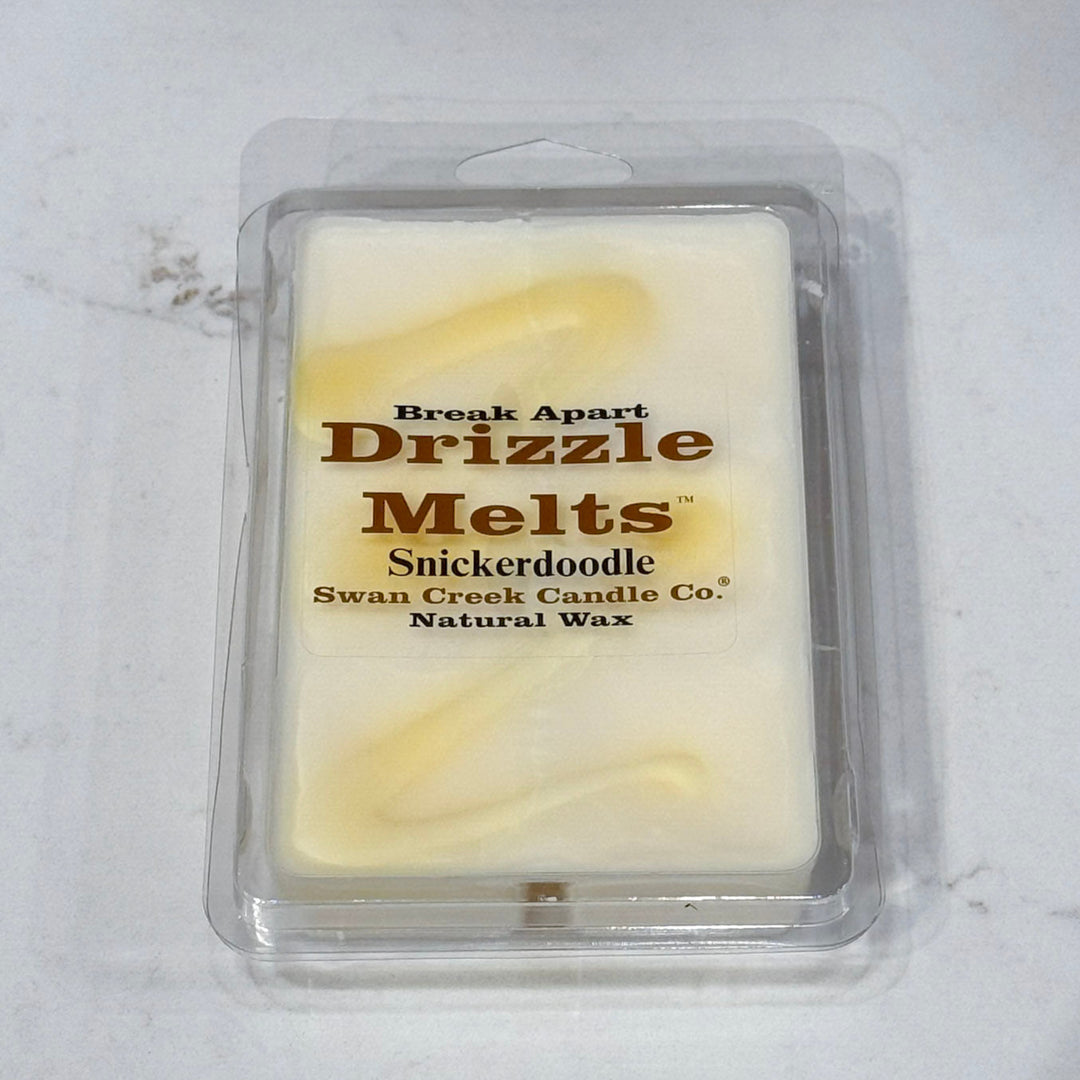 Break Apart
Drizzle
Melts™
Snickerdoodle
Swan Creek Candle Co.®
Natural Wax